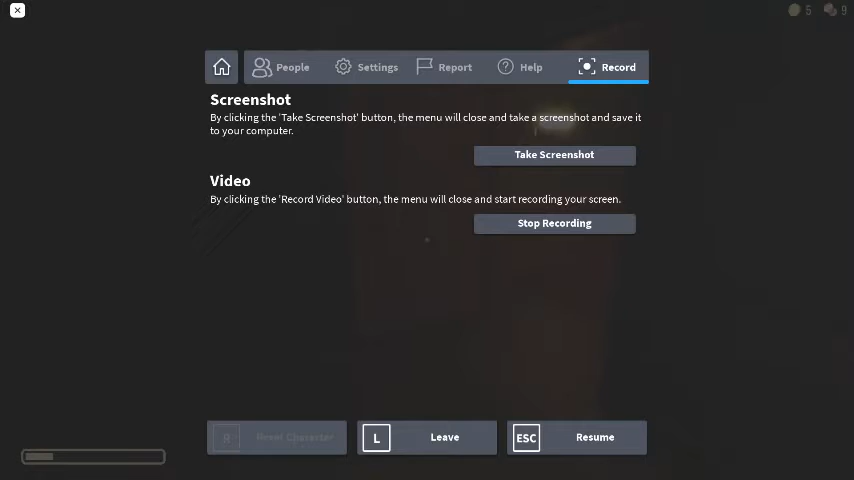 5 9
People Settings Report Help Record
Screenshot
By clicking the 'Take Screenshot' button, the menu will close and take a screenshot and save it
to your computer.
Take Screenshot
Video
By clicking the 'Record Video' button, the menu will close and start recording your screen.
Stop Recording
R Reset Character L Leave ESC Resume